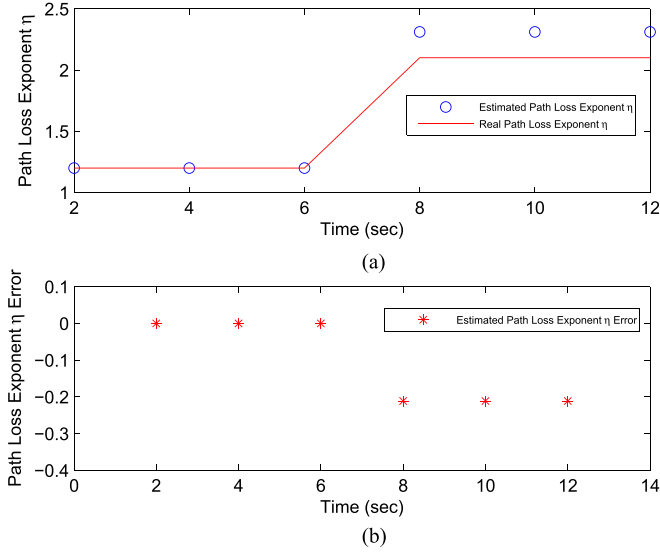 2.5
2
1.5
1
Path Loss Exponent η
Estimated Path Loss Exponent η
Real Path Loss Exponent η
2 4 6 8 10 12
Time (sec)
(a)
0.1
0
−0.1
−0.2
−0.3
−0.4
Path Loss Exponent η Error
Estimated Path Loss Exponent η Error
0 2 4 6 8 10 12 14
Time (sec)
(b)